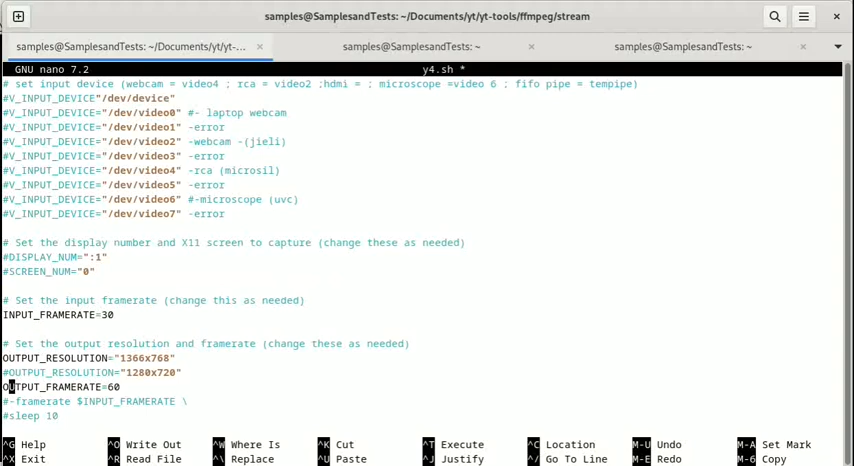 samples@SamplesandTests: ~/Documents/yt/yt-tools/ffmpeg/stream
samples@SamplesandTests: ~/Documents/yt/yt-...
samples@SamplesandTests: ~
samples@SamplesandTests: ~
GNU nano 7.2 y4.sh *
# set input device (webcam = video4 ; rca = video2 ;hdmi = ; microscope =video 6 ; fifo pipe = tempipe)
#V_INPUT_DEVICE"/dev/device"
#V_INPUT_DEVICE="/dev/video0" #- laptop webcam
#V_INPUT_DEVICE="/dev/video1" -error
#V_INPUT_DEVICE="/dev/video2" -webcam -(jieli)
#V_INPUT_DEVICE="/dev/video3" -error
#V_INPUT_DEVICE="/dev/video4" -rca (microsil)
#V_INPUT_DEVICE="/dev/video5" -error
#V_INPUT_DEVICE="/dev/video6" #-microscope (uvc)
#V_INPUT_DEVICE="/dev/video7" -error
# Set the display number and X11 screen to capture (change these as needed)
#DISPLAY_NUM=":1"
#SCREEN_NUM="0"
# Set the input framerate (change this as needed)
INPUT_FRAMERATE=30
# Set the output resolution and framerate (change these as needed)
OUTPUT_RESOLUTION="1366x768"
#OUTPUT_RESOLUTION="1280x720"
OUTPUT_FRAMERATE=60
#-framerate $INPUT_FRAMERATE \
#sleep 10
^G Help ^O Write Out ^W Where Is ^K Cut ^T Execute ^C Location M-U Undo M-A Set Mark
^X Exit ^R Read File ^\ Replace ^U Paste ^J Justify ^/ Go To Line M-E Redo M-6 Copy